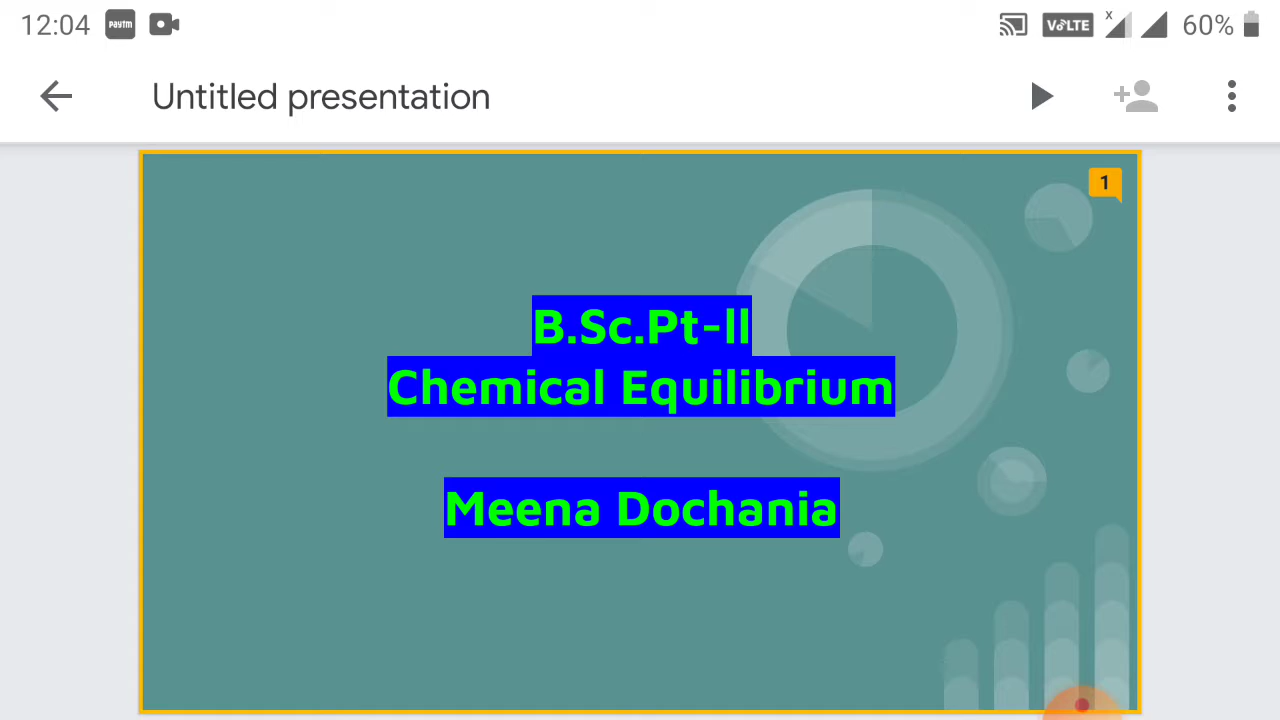 12:04 paytm VoLTE x 60%
Untitled presentation
1
B.Sc.Pt-II
Chemical Equilibrium
Meena Dochania